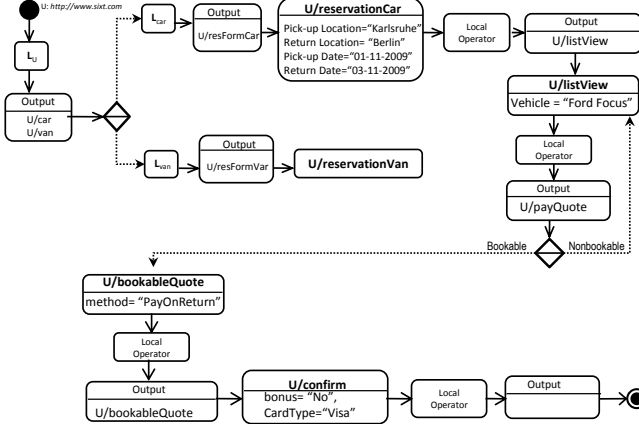 U: http://www.sixt.com
L_U
Output
U/car
U/van
L_car
Output
U/resFormCar
U/reservationCar
Pick-up Location="Karlsruhe"
Return Location= "Berlin"
Pick-up Date="01-11-2009"
Return Date="03-11-2009"
Local
Operator
Output
U/listView
U/listView
Vehicle = "Ford Focus"
Local
Operator
Output
U/payQuote
L_van
Output
U/resFormVar
U/reservationVan
Bookable
Nonbookable
U/bookableQuote
method= "PayOnReturn"
Local
Operator
Output
U/bookableQuote
U/confirm
bonus= "No",
CardType="Visa"
Local
Operator
Output